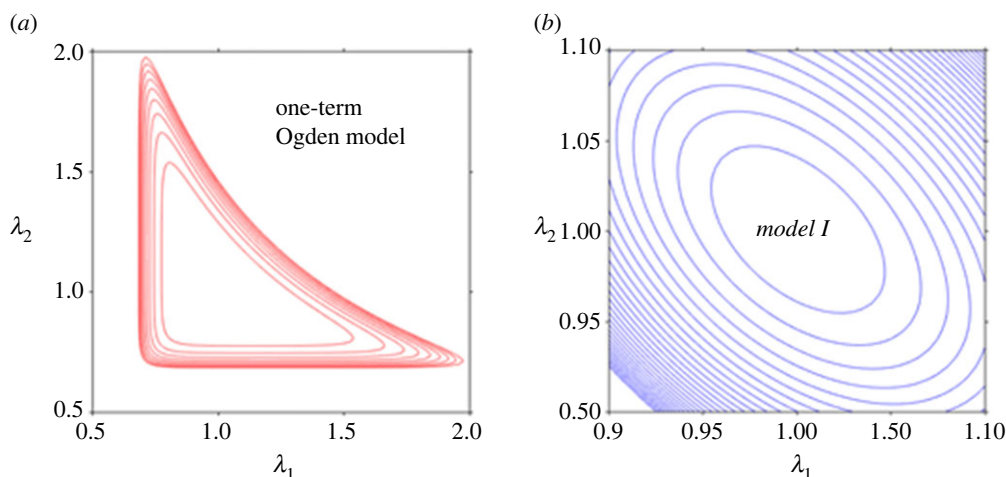 (a)
2.0
one-term
Ogden model
1.5
λ2
1.0
0.5
0.5 1.0 1.5 2.0
λ1
(b)
1.10
1.05
λ2 1.00
model I
0.95
0.50
0.9 0.95 1.00 1.50 1.10
λ1